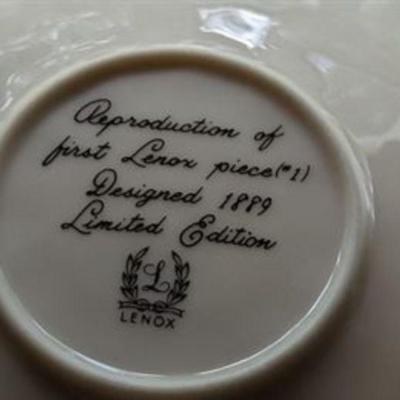 Reproduction of
first Lenox piece(#1)
Designed 1889
Limited Edition
L
LENOX